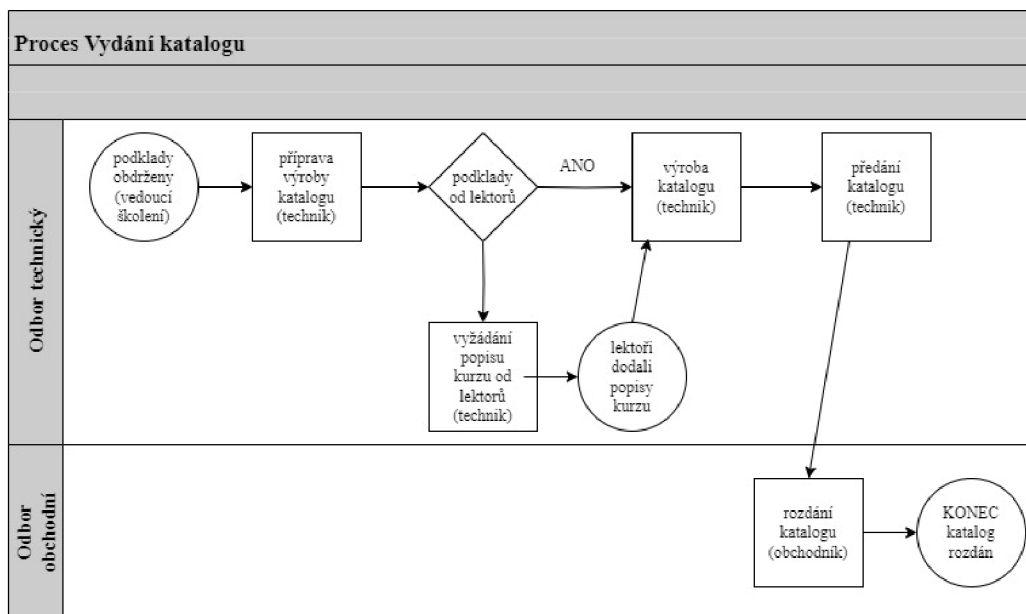 Proces Vydání katalogu
Odbor technický
podklady
obdrženy
(vedoucí
školení)
příprava
výroby
katalogu
(technik)
podklady
od lektorů
ANO
výroba
katalogu
(technik)
předání
katalogu
(technik)
vyžádání
popisu
kurzu od
lektorů
(technik)
lektoři
dodali
popisy
kurzu
Odbor
obchodní
rozdání
katalogu
(obchodník)
KONEC
katalog
rozdán